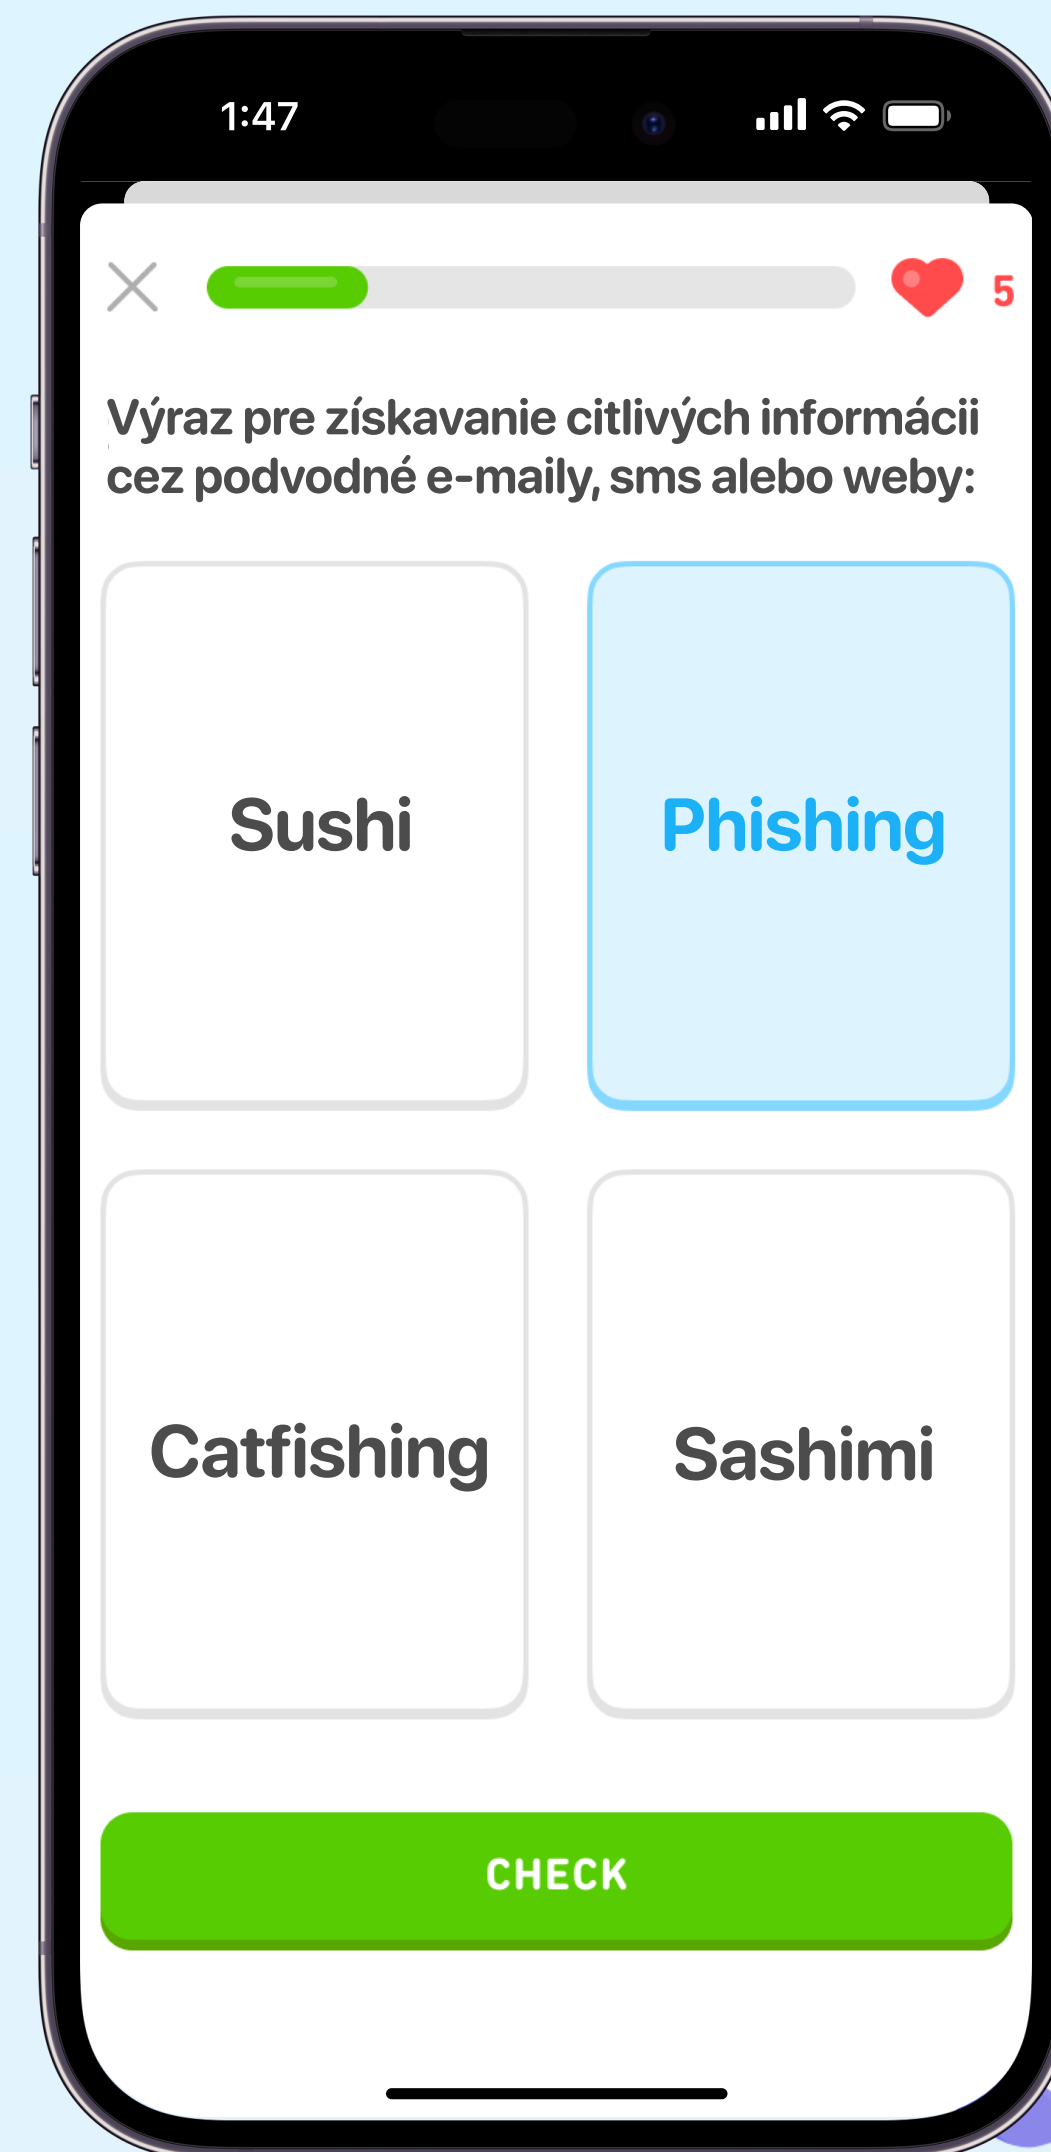 1:47
5
Výraz pre získavanie citlivých informácii
cez podvodné e-maily, sms alebo weby:
Sushi
Phishing
Catfishing
Sashimi
CHECK